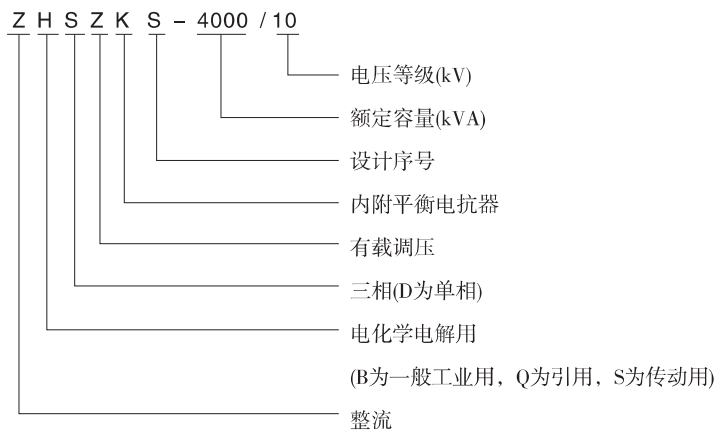 ZHSZKS-4000/10
电压等级(kV)
额定容量(kVA)
设计序号
内附平衡电抗器
有载调压
三相(D为单相)
电化学电解用
(B为一般工业用，Q为引用，S为传动用)
整流